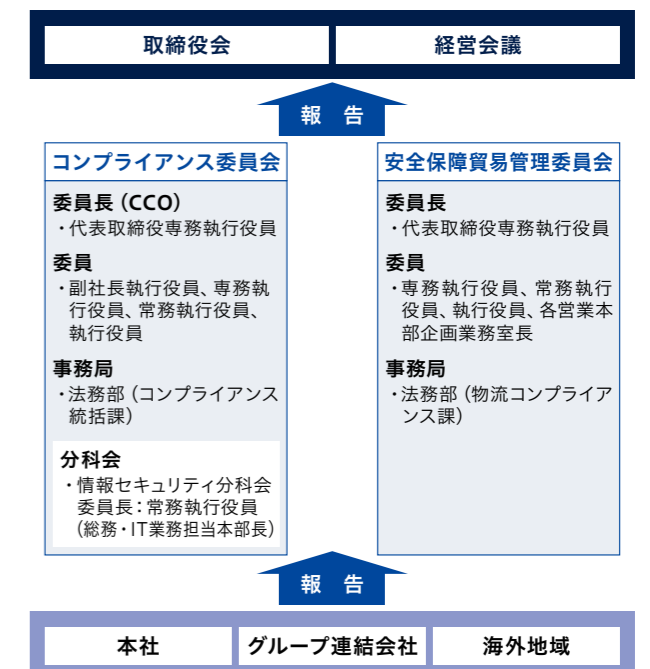 取締役会
経営会議
報 告
コンプライアンス委員会
委員長（CCO）
・代表取締役専務執行役員
委員
・副社長執行役員、専務執
行役員、常務執行役員、
執行役員
事務局
・法務部（コンプライアンス
統括課）
分科会
・情報セキュリティ分科会
委員長：常務執行役員
（総務・IT業務担当本部長）
安全保障貿易管理委員会
委員長
・代表取締役専務執行役員
委員
・専務執行役員、常務執行
役員、執行役員、各営業本
部企画業務室長
事務局
・法務部（物流コンプライア
ンス課）
報 告
本社
グループ連結会社
海外地域